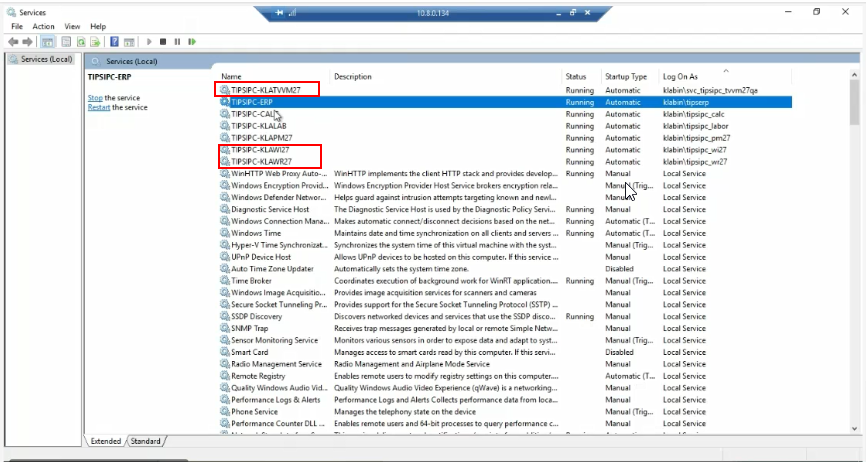 Services
10.8.0.134
File Action View Help
Services (Local)
Services (Local)
TIPSIPC-ERP
Stop the service
Restart the service
Name Description Status Startup Type Log On As
TIPSIPC-KLATVVM27 Running Automatic klabin\svc_tipsipc_tvvm27qa
TIPSIPC-ERP Running Automatic klabin\tipserp
TIPSIPC-CAL Running Automatic klabin\tipsipc_calc
TIPSIPC-KLALAB Running Automatic klabin\tipsipc_labor
TIPSIPC-KLAPM27 Running Automatic klabin\tipsipc_pm27
TIPSIPC-KLAWI27 Running Automatic klabin\tipsipc_wi27
TIPSIPC-KLAWR27 Running Automatic klabin\tipsipc_wr27
WinHTTP Web Proxy Auto-... WinHTTP implements the client HTTP stack and provides develop... Running Manual Local Service
Windows Encryption Provid... Windows Encryption Provider Host Service brokers encryption rela... Running Manual (Trig... Local Service
Windows Defender Networ... Helps guard against intrusion attempts targeting known and newl... Running Manual Local Service
Diagnostic Service Host The Diagnostic Service Host is used by the Diagnostic Policy Servi... Running Manual Local Service
Windows Connection Mana... Makes automatic connect/disconnect decisions based on the net... Running Automatic (T... Local Service
Windows Time Maintains date and time synchronization on all clients and servers ... Running Automatic (T... Local Service
Hyper-V Time Synchronizat... Synchronizes the system time of this virtual machine with the syst... Manual (Trig... Local Service
UPnP Device Host Allows UPnP devices to be hosted on this computer. If this service ... Manual Local Service
Auto Time Zone Updater Automatically sets the system time zone. Disabled Local Service
Time Broker Coordinates execution of background work for WinRT application.... Running Manual (Trig... Local Service
Windows Image Acquisitio... Provides image acquisition services for scanners and cameras Manual Local Service
Secure Socket Tunneling Pr... Provides support for the Secure Socket Tunneling Protocol (SSTP) ... Manual Local Service
SSDP Discovery Discovers networked devices and services that use the SSDP disco... Running Manual Local Service
SNMP Trap Receives trap messages generated by local or remote Simple Netw... Manual Local Service
Sensor Monitoring Service Monitors various sensors in order to expose data and adapt to syst... Manual (Trig... Local Service
Smart Card Manages access to smart cards read by this computer. If this servi... Disabled Local Service
Radio Management Service Radio Management and Airplane Mode Service Manual Local Service
Remote Registry Enables remote users to modify registry settings on this computer.... Automatic (T... Local Service
Quality Windows Audio Vid... Quality Windows Audio Video Experience (qWave) is a networking... Manual Local Service
Performance Logs & Alerts Performance Logs and Alerts Collects performance data from loca... Manual Local Service
Phone Service Manages the telephony state on the device Manual (Trig... Local Service
Performance Counter DLL ... Enables remote users and 64-bit processes to query performance ... Manual Local Service
Extended Standard